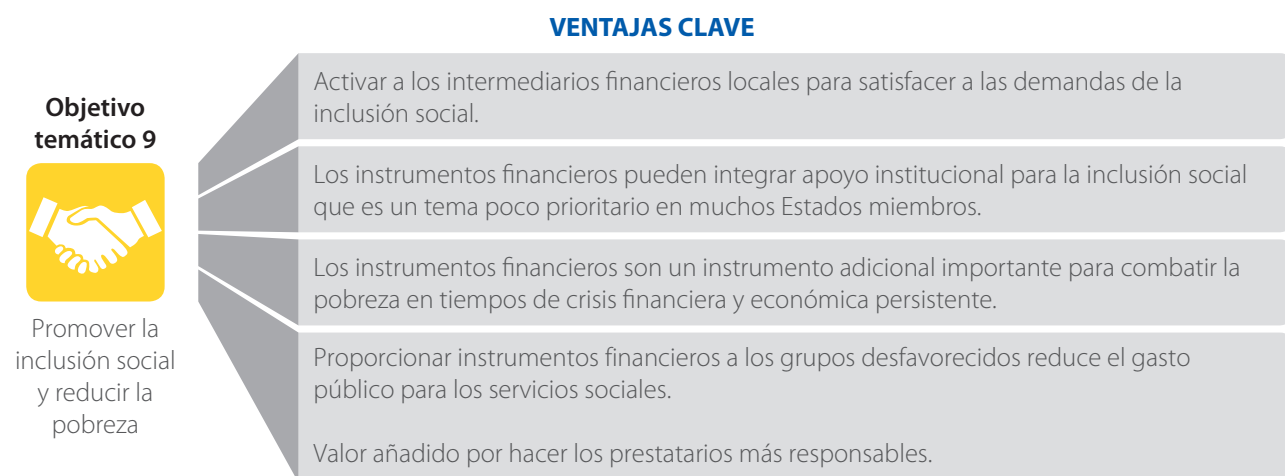 VENTAJAS CLAVE
Objetivo
temático 9
Promover la
inclusión social
y reducir la
pobreza
Activar a los intermediarios financieros locales para satisfacer a las demandas de la
inclusión social.
Los instrumentos financieros pueden integrar apoyo institucional para la inclusión social
que es un tema poco prioritario en muchos Estados miembros.
Los instrumentos financieros son un instrumento adicional importante para combatir la
pobreza en tiempos de crisis financiera y económica persistente.
Proporcionar instrumentos financieros a los grupos desfavorecidos reduce el gasto
público para los servicios sociales.
Valor añadido por hacer los prestatarios más responsables.